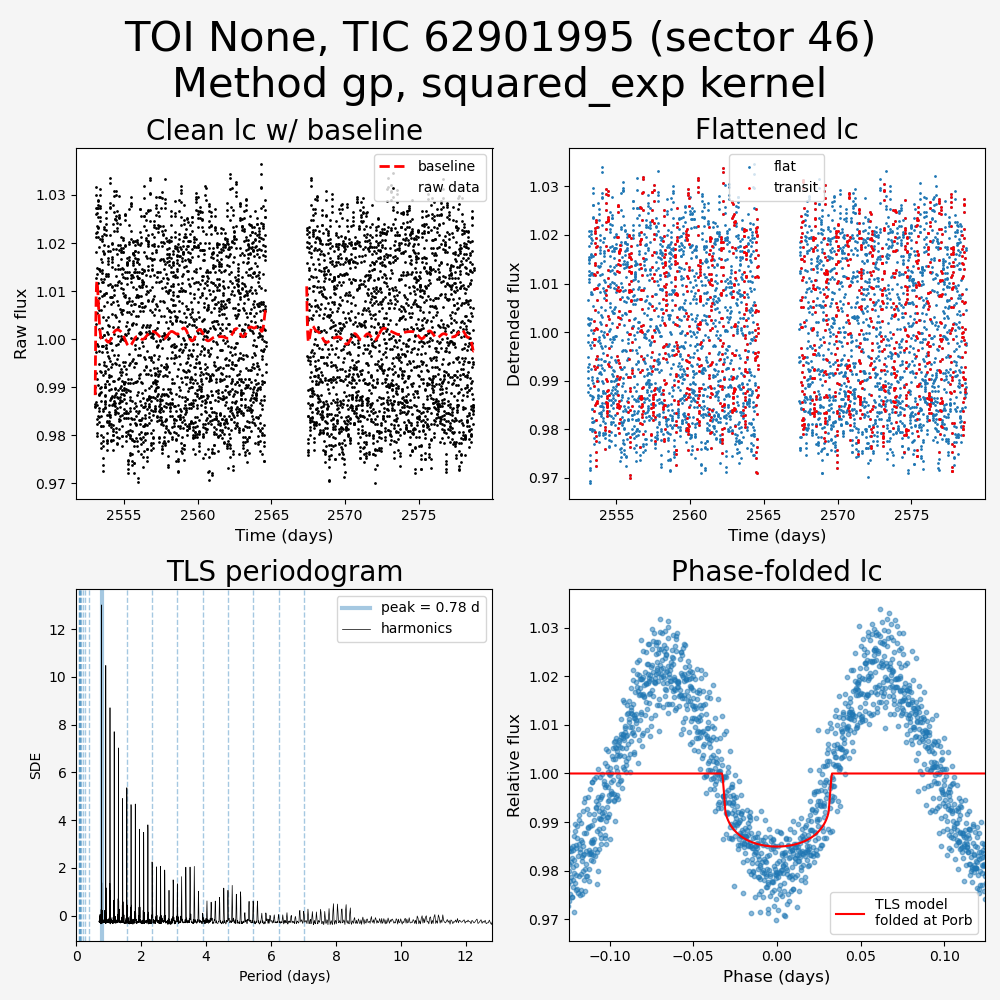 TOI None, TIC 62901995 (sector 46)
Method gp, squared_exp kernel
Clean lc w/ baseline
Flattened lc
baseline
raw data
flat
transit
Raw flux
1.03
1.02
1.01
1.00
0.99
0.98
0.97
2555
2560
2565
2570
2575
Time (days)
Detrended flux
1.03
1.02
1.01
1.00
0.99
0.98
0.97
2555
2560
2565
2570
2575
Time (days)
TLS periodogram
Phase-folded lc
peak = 0.78 d
harmonics
SDE
12
10
8
6
4
2
0
0
2
4
6
8
10
12
Period (days)
Relative flux
1.03
1.02
1.01
1.00
0.99
0.98
0.97
TLS model
folded at Porb
−0.10
−0.05
0.00
0.05
0.10
Phase (days)